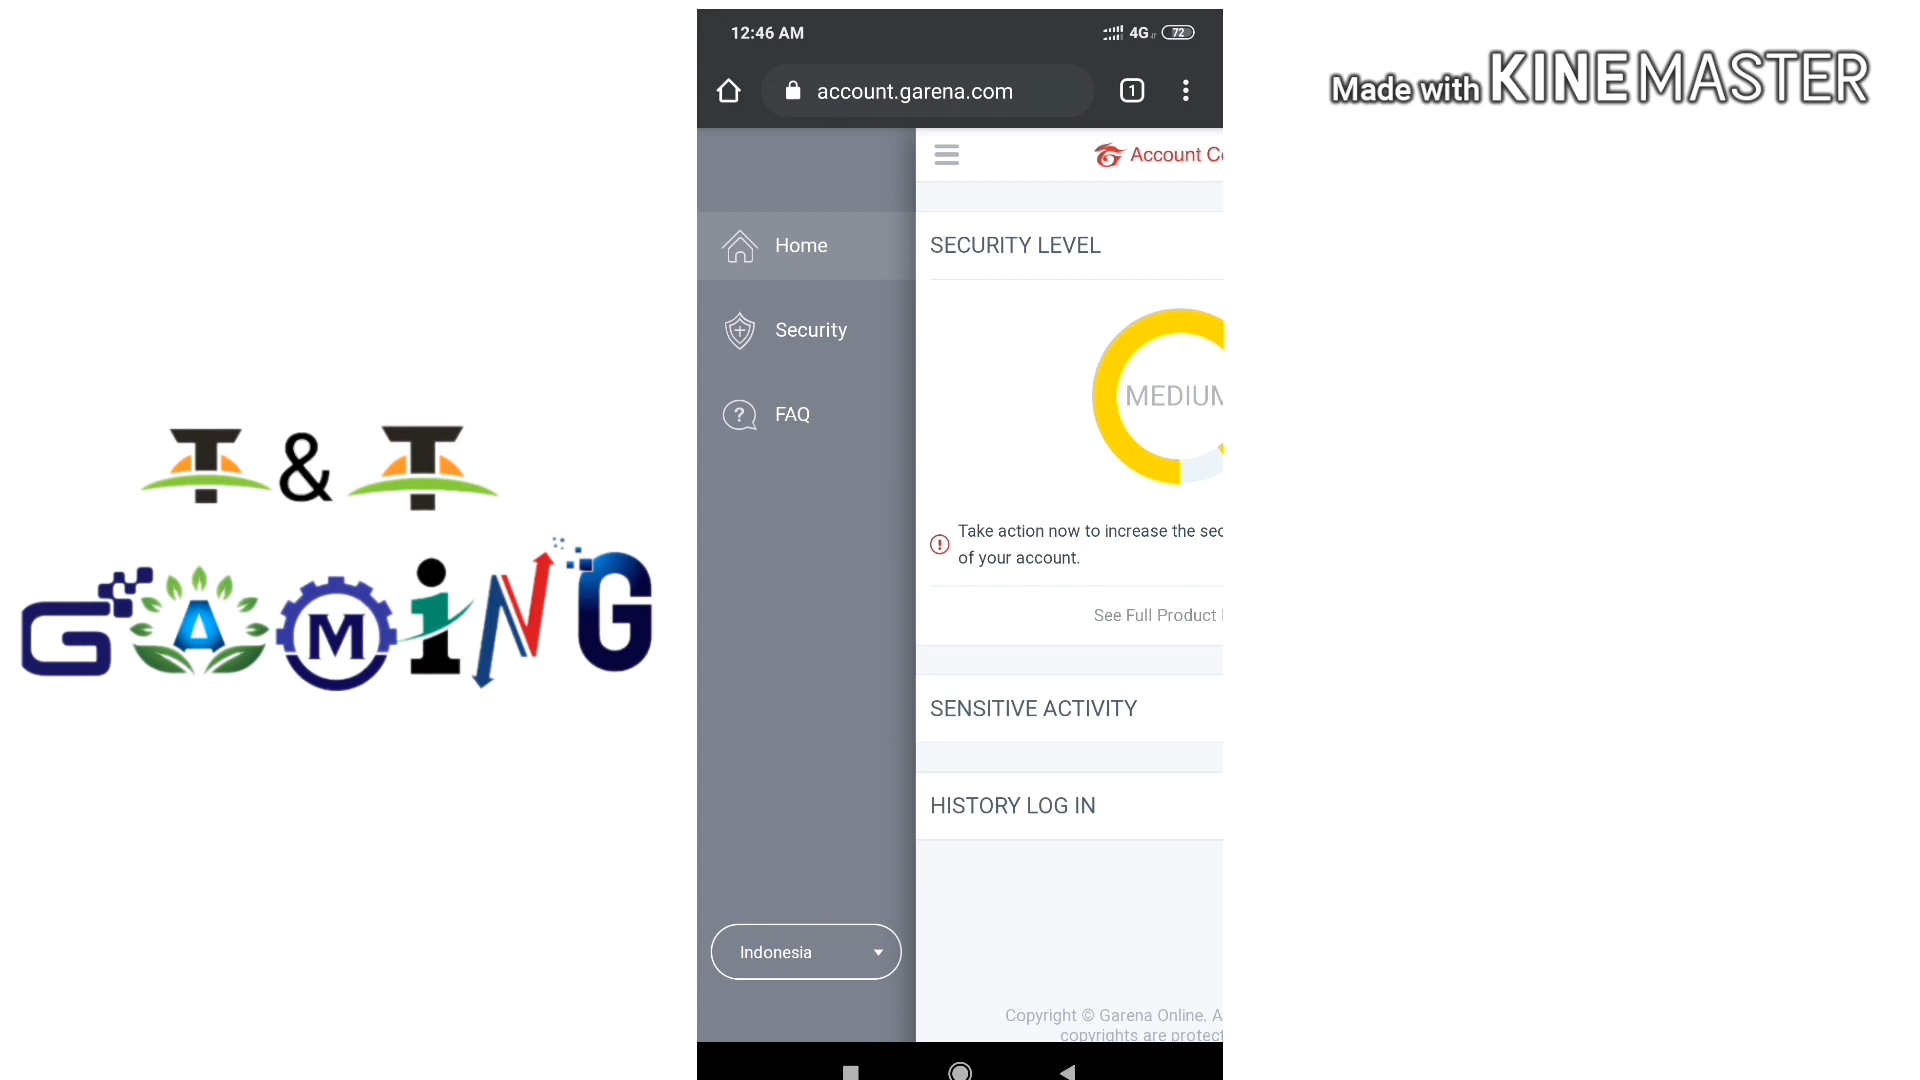 12:46 AM
4G
72
account.garena.com
1
Made with KINEMASTER
Account Ce
Home
SECURITY LEVEL
Security
MEDIUM
FAQ
T & T
GAMiNG
Take action now to increase the sec
of your account.
See Full Product
SENSITIVE ACTIVITY
HISTORY LOG IN
Indonesia
Copyright © Garena Online. A
copyrights are protect